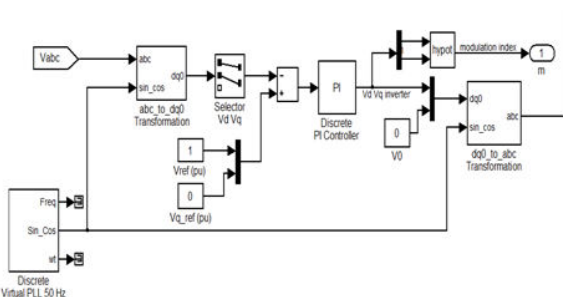 Vabc
abc
sin_cos
dq0
abc_to_dq0
Transformation
Selector
Vd Vq
PI
Discrete
PI Controller
hypot
modulation index
1
m
Vd Vq inverter
0
V0
dq0
sin_cos
abc
dq0_to_abc
Transformation
1
Vref (pu)
0
Vq_ref (pu)
Freq
Sin_Cos
wt
Discrete
Virtual PLL 50 Hz